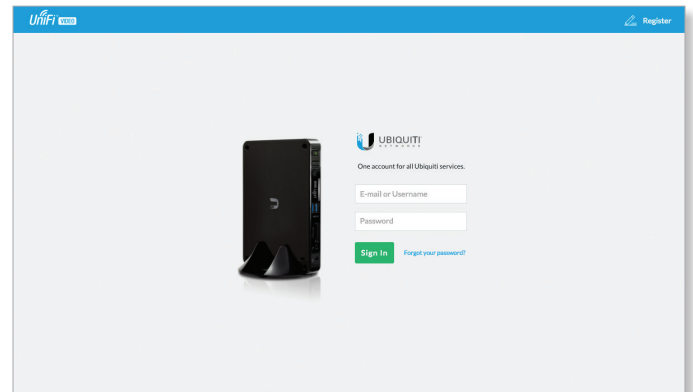 UniFi VIDEO
Register
UBIQUITI
NETWORKS
One account for all Ubiquiti services.
E-mail or Username
Password
Sign In
Forgot your password?